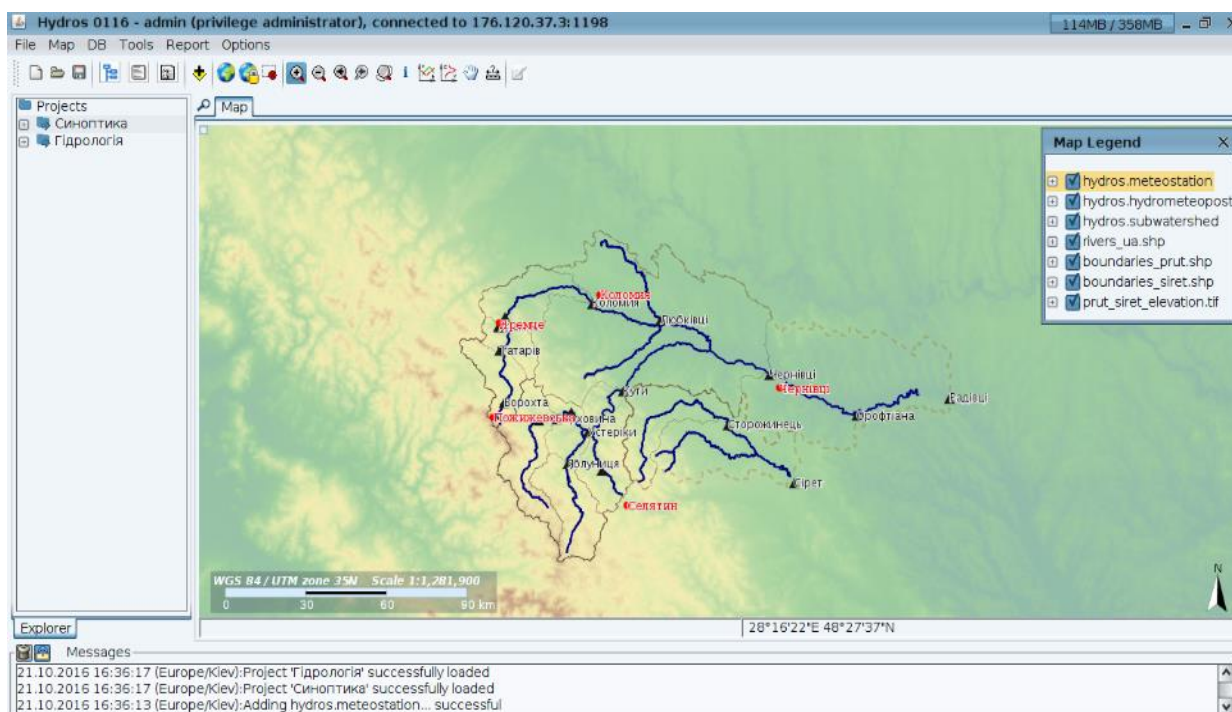 Hydros 0116 - admin (privilege administrator), connected to 176.120.37.3:1198
114MB / 358MB
File Map DB Tools Report Options
Projects
Синоптика
Гідрологія
Map
Map Legend
hydros.meteostation
hydros.hydrometeopost
hydros.subwatershed
rivers_ua.shp
boundaries_prut.shp
boundaries_siret.shp
prut_siret_elevation.tif
Коломия
Коломия
Яремче
Любківці
Татарів
Чернівці
Чернівці
Ворохта
Кути
Радівці
Пожижевська
Устеріки
Сторожинець
Сірет
Селятин
WGS 84 / UTM zone 35N Scale 1:1,281,900
0 30 60 90 km
N
Explorer
28°16'22"E 48°27'37"N
Messages
21.10.2016 16:36:17 (Europe/Kiev):Project 'Гідрологія' successfully loaded
21.10.2016 16:36:17 (Europe/Kiev):Project 'Синоптика' successfully loaded
21.10.2016 16:36:13 (Europe/Kiev):Adding hydros.meteostation... successful